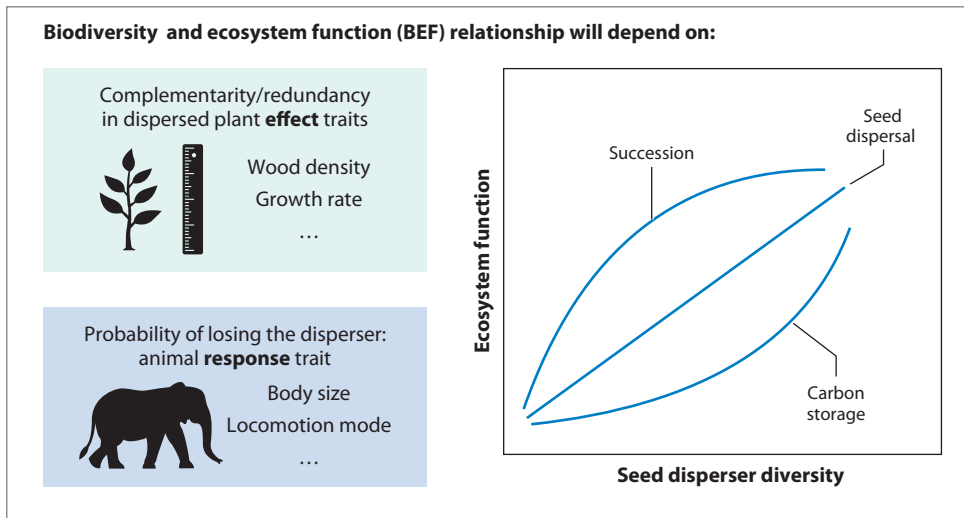 Biodiversity and ecosystem function (BEF) relationship will depend on:
Complementarity/redundancy
in dispersed plant effect traits
Wood density
Growth rate
…
Probability of losing the disperser:
animal response trait
Body size
Locomotion mode
…
Ecosystem function
Succession
Seed
dispersal
Carbon
storage
Seed disperser diversity